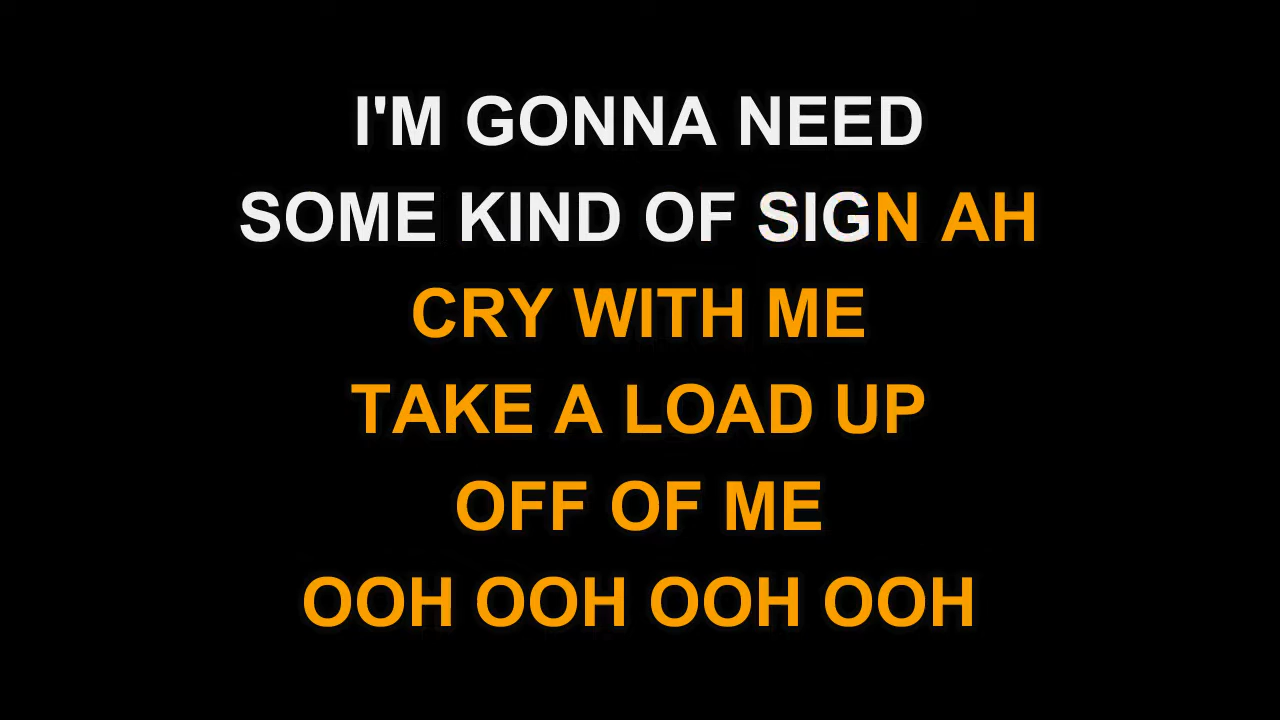 I'M GONNA NEED
SOME KIND OF SIGN AH
CRY WITH ME
TAKE A LOAD UP
OFF OF ME
OOH OOH OOH OOH